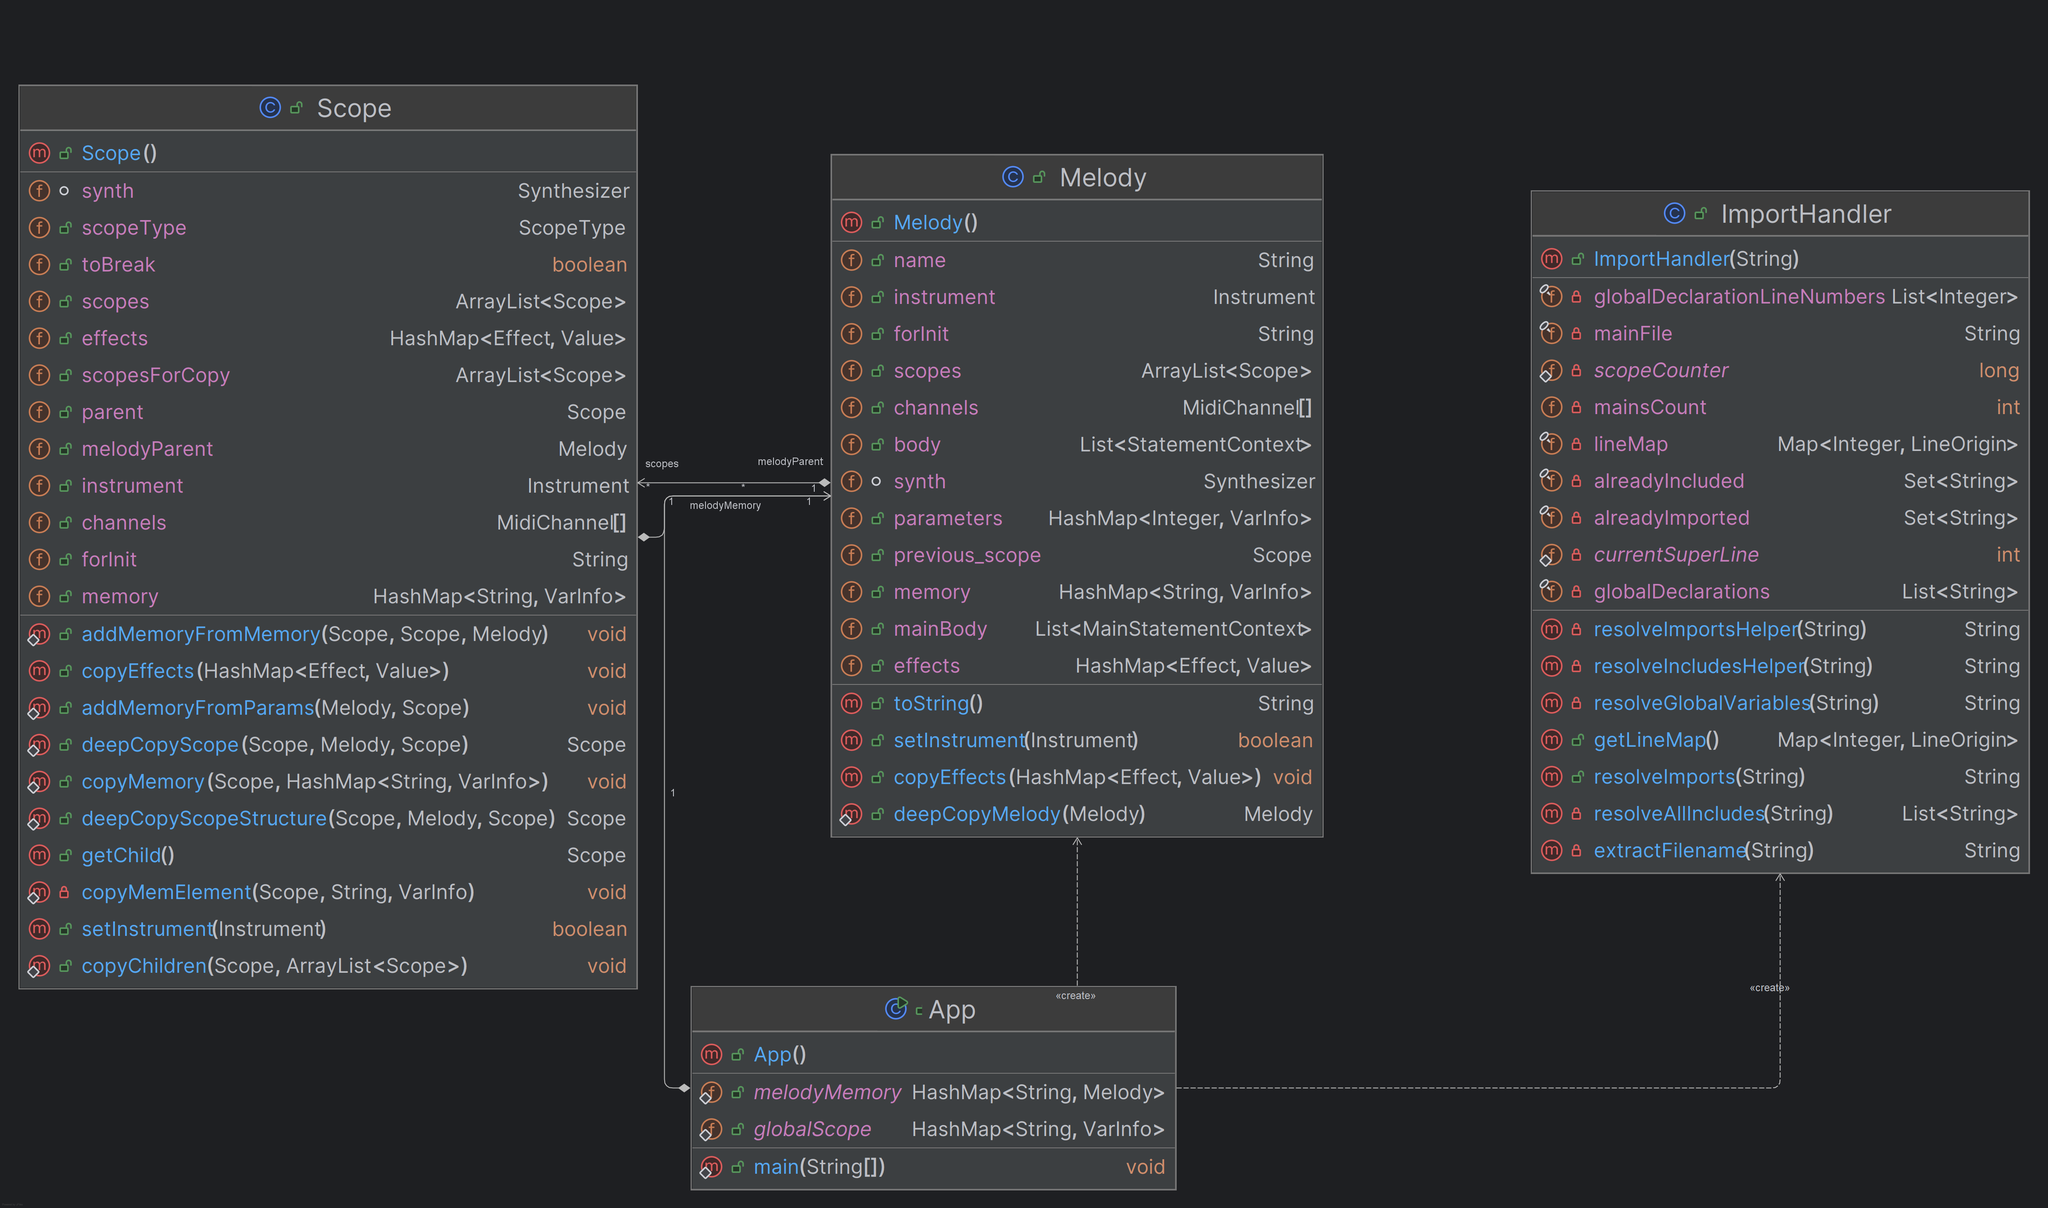 Scope
Scope()
synth Synthesizer
scopeType ScopeType
toBreak boolean
scopes ArrayList<Scope>
effects HashMap<Effect, Value>
scopesForCopy ArrayList<Scope>
parent Scope
melodyParent Melody
instrument Instrument
channels MidiChannel[]
forInit String
memory HashMap<String, VarInfo>
addMemoryFromMemory(Scope, Scope, Melody) void
copyEffects(HashMap<Effect, Value>) void
addMemoryFromParams(Melody, Scope) void
deepCopyScope(Scope, Melody, Scope) Scope
copyMemory(Scope, HashMap<String, VarInfo>) void
deepCopyScopeStructure(Scope, Melody, Scope) Scope
getChild() Scope
copyMemElement(Scope, String, VarInfo) void
setInstrument(Instrument) boolean
copyChildren(Scope, ArrayList<Scope>) void
scopes melodyParent
* * 1
1 melodyMemory 1
1
Melody
Melody()
name String
instrument Instrument
forInit String
scopes ArrayList<Scope>
channels MidiChannel[]
body List<StatementContext>
synth Synthesizer
parameters HashMap<Integer, VarInfo>
previous_scope Scope
memory HashMap<String, VarInfo>
mainBody List<MainStatementContext>
effects HashMap<Effect, Value>
toString() String
setInstrument(Instrument) boolean
copyEffects(HashMap<Effect, Value>) void
deepCopyMelody(Melody) Melody
ImportHandler
ImportHandler(String)
globalDeclarationLineNumbers List<Integer>
mainFile String
scopeCounter long
mainsCount int
lineMap Map<Integer, LineOrigin>
alreadyIncluded Set<String>
alreadyImported Set<String>
currentSuperLine int
globalDeclarations List<String>
resolveImportsHelper(String) String
resolveIncludesHelper(String) String
resolveGlobalVariables(String) String
getLineMap() Map<Integer, LineOrigin>
resolveImports(String) String
resolveAllIncludes(String) List<String>
extractFilename(String) String
«create»
«create»
App
App()
melodyMemory HashMap<String, Melody>
globalScope HashMap<String, VarInfo>
main(String[]) void